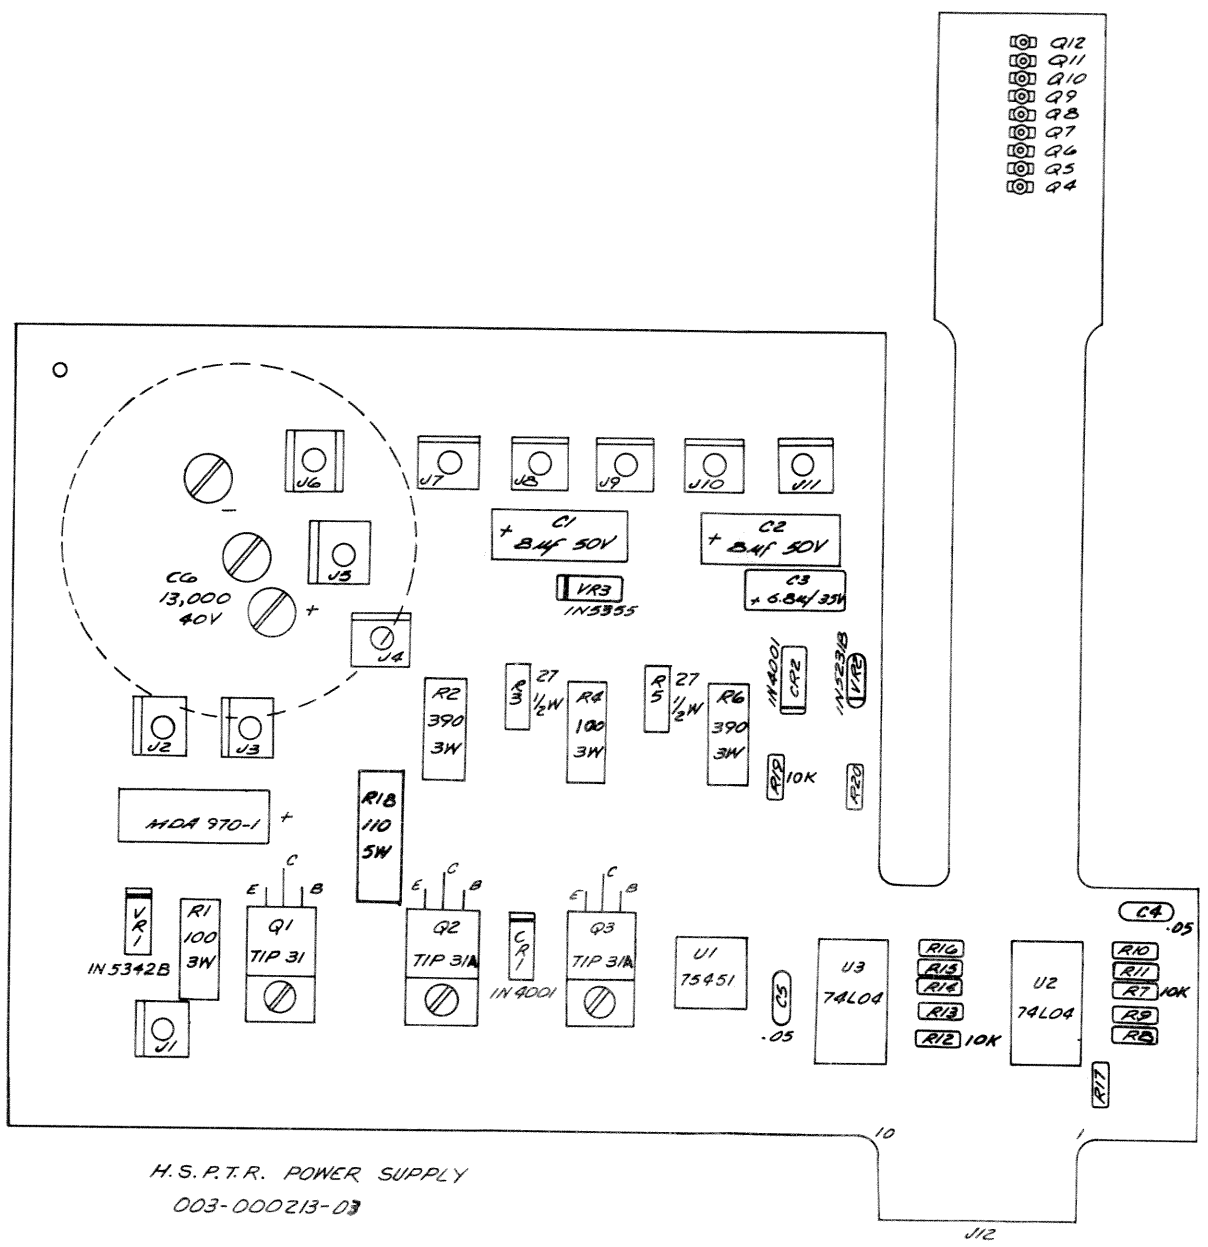 Q12
Q11
Q10
Q9
Q8
Q7
Q6
Q5
Q4
J6
J7
J8
J9
J10
J11
-
J5
C6
13,000
40V
+
J4
C1
+ 8µf 50V
C2
+ 8µf 50V
VR3
IN5355
C3
+ 6.8µ/35V
J2
J3
R2
390
3W
R3
27
1/2W
R4
100
3W
R5
27
1/2W
R6
390
3W
IN4001
CR2
IN5231B
VR2
R19
10K
R20
MDA 970-1
+
R18
110
5W
VR1
IN5342B
R1
100
3W
J1
E
C
B
Q1
TIP 31
E
C
B
Q2
TIP 31A
CR1
IN4001
E
C
B
Q3
TIP 31A
U1
75451
C5
.05
U3
74L04
R16
R15
R14
R13
R12
10K
U2
74L04
C4
.05
R10
R11
R7
10K
R9
R8
R17
10
1
J12
H.S.P.T.R. POWER SUPPLY
003-000213-03